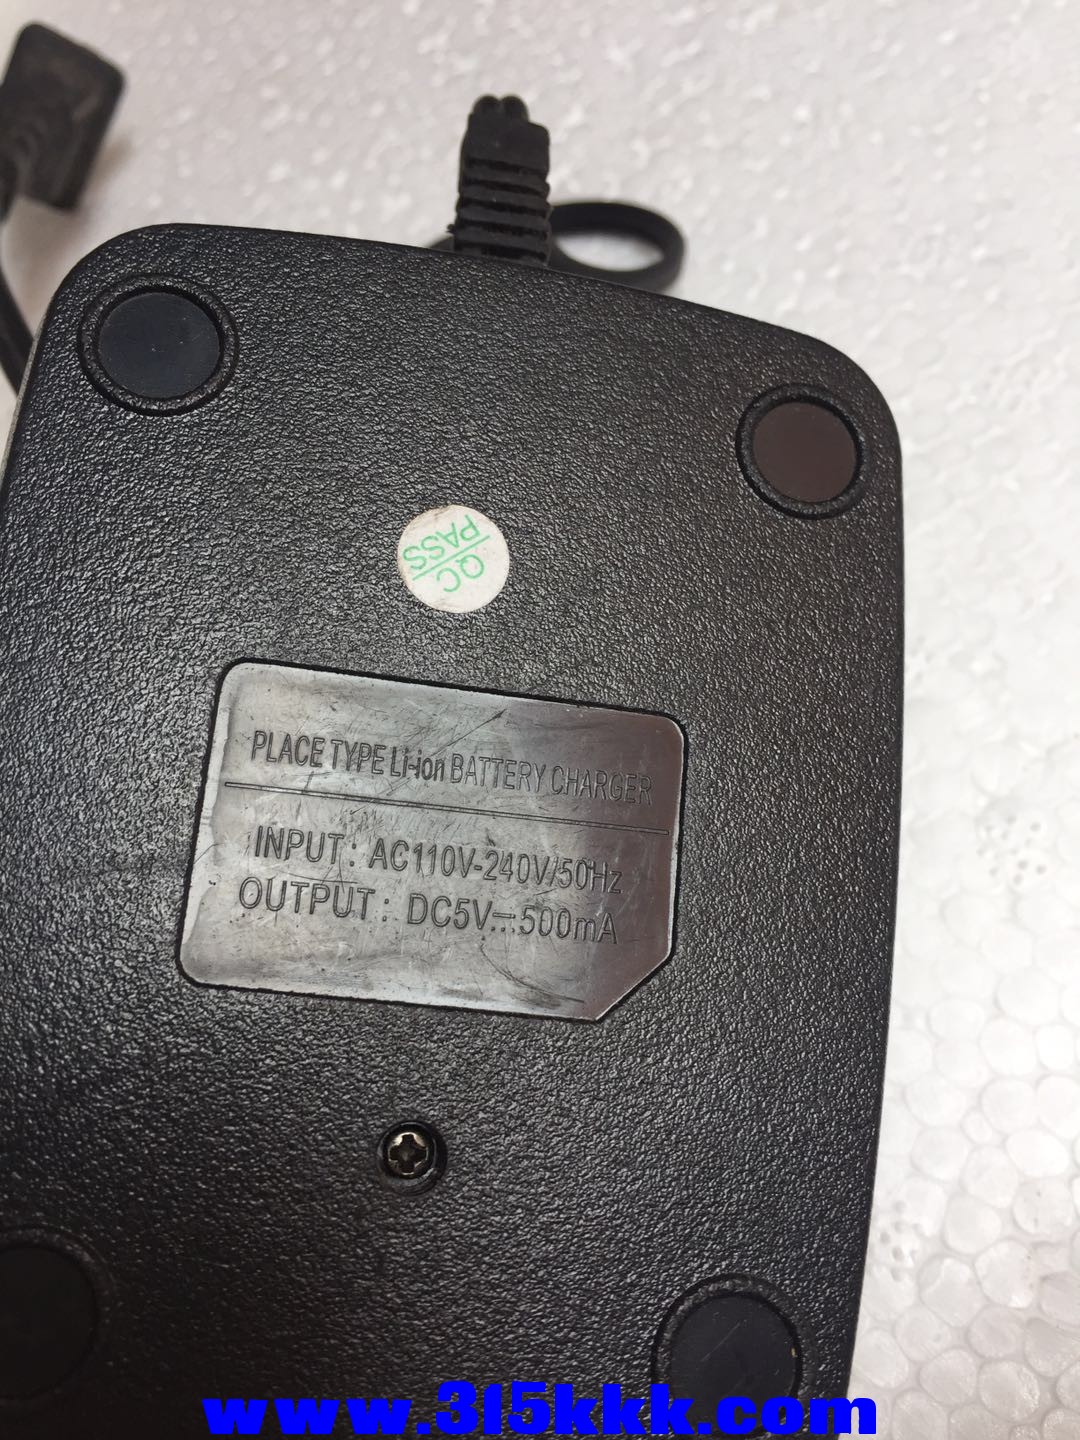 QC
PASS
PLACE TYPE Li-ion BATTERY CHARGER
INPUT: AC110V-240V/50Hz
OUTPUT: DC5V⎓500mA
www.315kkk.com